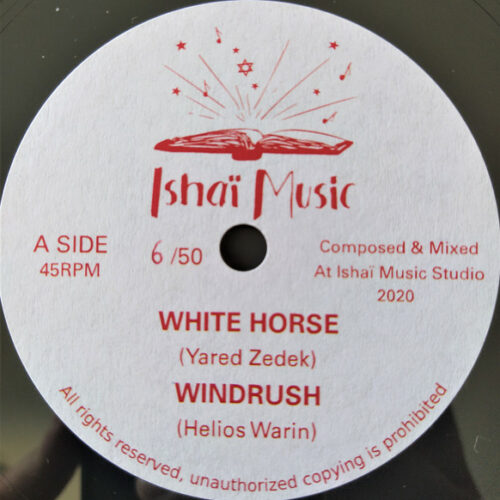 Ishaï Music
A SIDE
45RPM
6/50
Composed & Mixed
At Ishaï Music Studio
2020
WHITE HORSE
(Yared Zedek)
WINDRUSH
(Helios Warin)
All rights reserved, unauthorized copying is prohibited